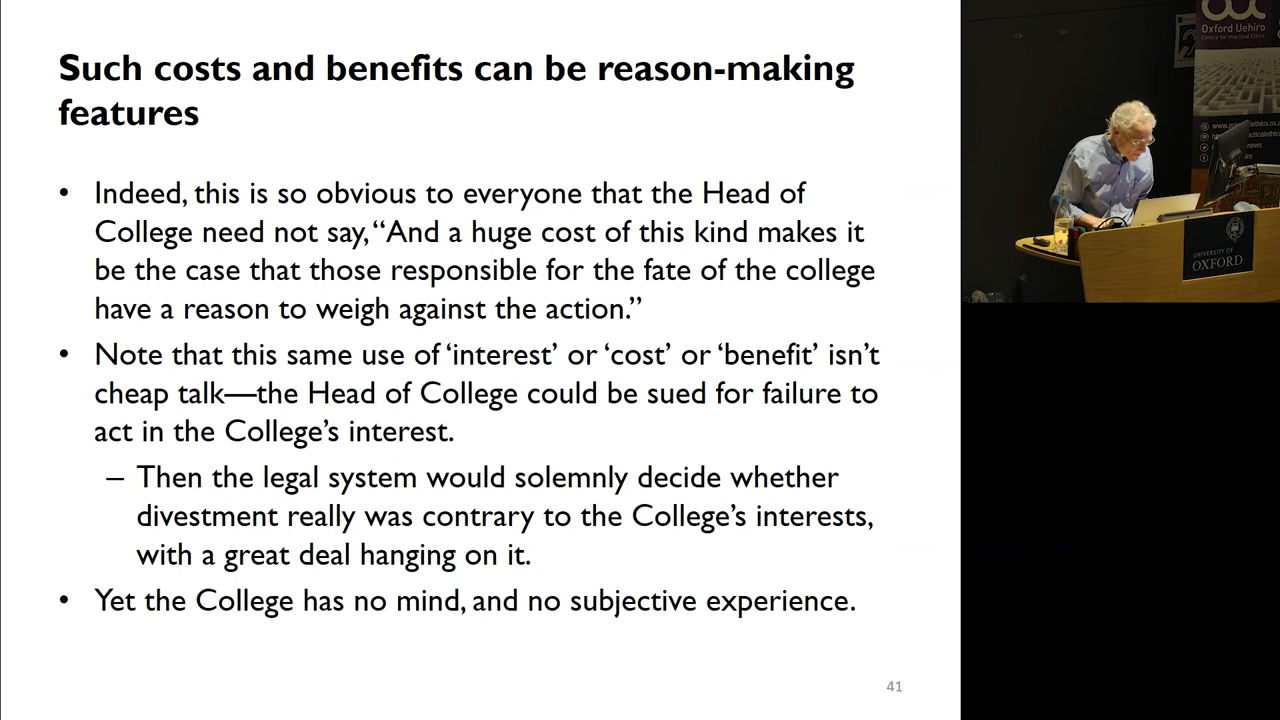 Such costs and benefits can be reason-making
features
• Indeed, this is so obvious to everyone that the Head of
College need not say, “And a huge cost of this kind makes it
be the case that those responsible for the fate of the college
have a reason to weigh against the action.”
• Note that this same use of ‘interest’ or ‘cost’ or ‘benefit’ isn’t
cheap talk—the Head of College could be sued for failure to
act in the College’s interest.
– Then the legal system would solemnly decide whether
divestment really was contrary to the College’s interests,
with a great deal hanging on it.
• Yet the College has no mind, and no subjective experience.
41
Oxford Uehiro
Centre for Practical Ethics
UNIVERSITY OF
OXFORD